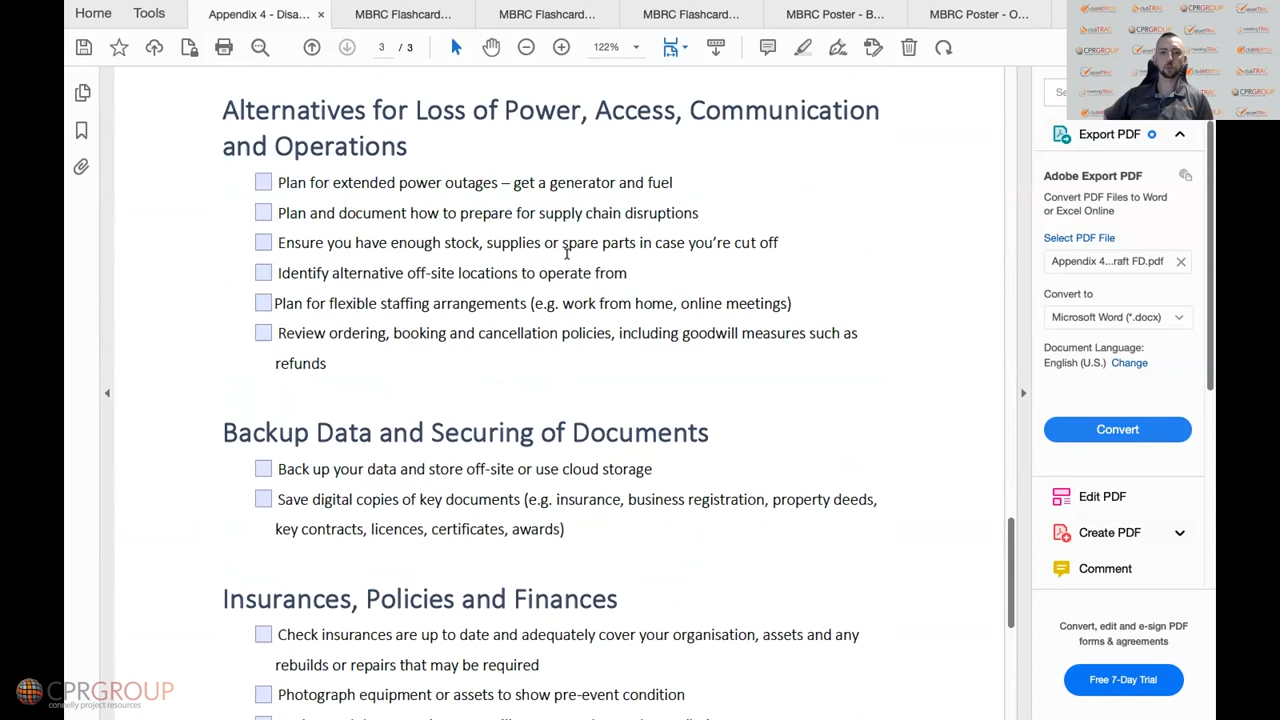 Home
Tools
Appendix 4 - Disa...
×
MBRC Flashcard...
MBRC Flashcard...
MBRC Flashcard...
MBRC Poster - B...
MBRC Poster - O...
3 / 3
122%
Alternatives for Loss of Power, Access, Communication
and Operations
Plan for extended power outages – get a generator and fuel
Plan and document how to prepare for supply chain disruptions
Ensure you have enough stock, supplies or spare parts in case you’re cut off
Identify alternative off-site locations to operate from
Plan for flexible staffing arrangements (e.g. work from home, online meetings)
Review ordering, booking and cancellation policies, including goodwill measures such as
refunds
Backup Data and Securing of Documents
Back up your data and store off-site or use cloud storage
Save digital copies of key documents (e.g. insurance, business registration, property deeds,
key contracts, licences, certificates, awards)
Insurances, Policies and Finances
Check insurances are up to date and adequately cover your organisation, assets and any
rebuilds or repairs that may be required
Photograph equipment or assets to show pre-event condition
Se
Export PDF
Adobe Export PDF
Convert PDF Files to Word
or Excel Online
Select PDF File
Appendix 4...raft FD.pdf
Convert to
Microsoft Word (*.docx)
Document Language:
English (U.S.) Change
Convert
Edit PDF
Create PDF
Comment
Convert, edit and e-sign PDF
forms & agreements
Free 7-Day Trial
CPRGROUP
connelly project resources